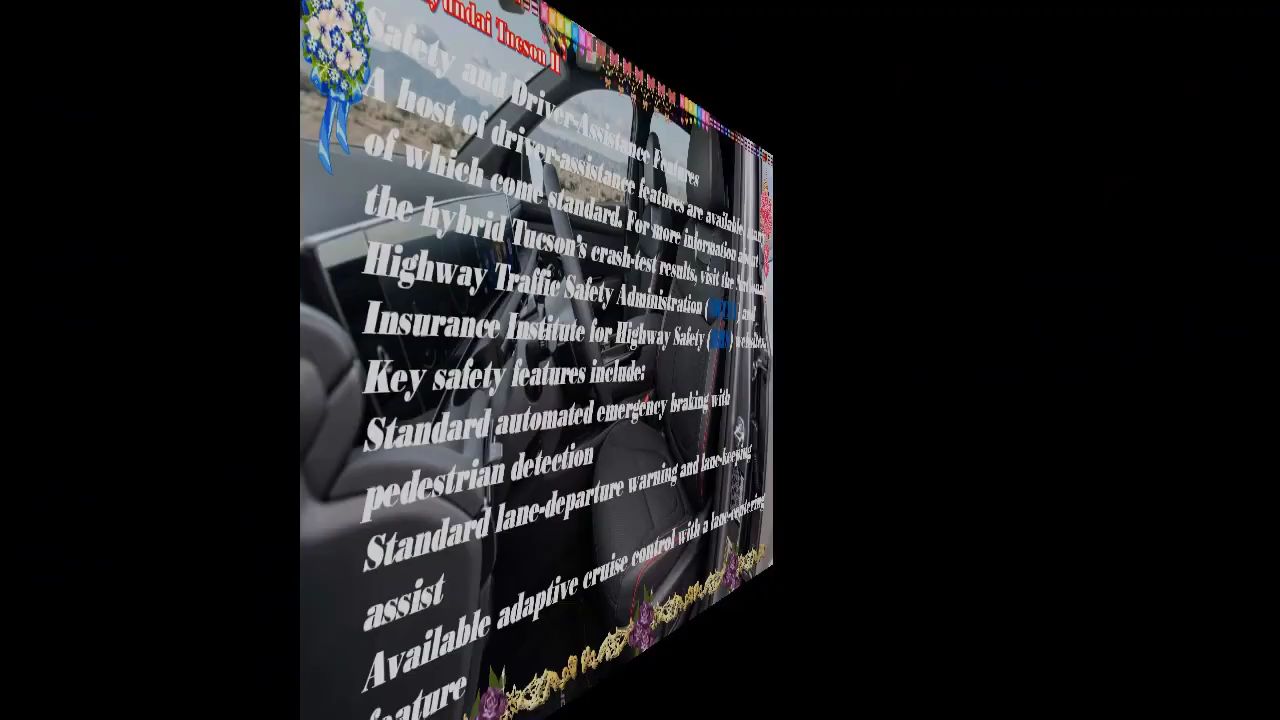 Hyundai Tucson II
Safety and Driver-Assistance Features
A host of driver-assistance features are available, many
of which come standard. For more information about
the hybrid Tucson's crash-test results, visit the National
Highway Traffic Safety Administration (NHTSA) and
Insurance Institute for Highway Safety (IIHS) websites.
Key safety features include:
Standard automated emergency braking with
pedestrian detection
Standard lane-departure warning and lane-keeping
assist
Available adaptive cruise control with a lane-centering
feature